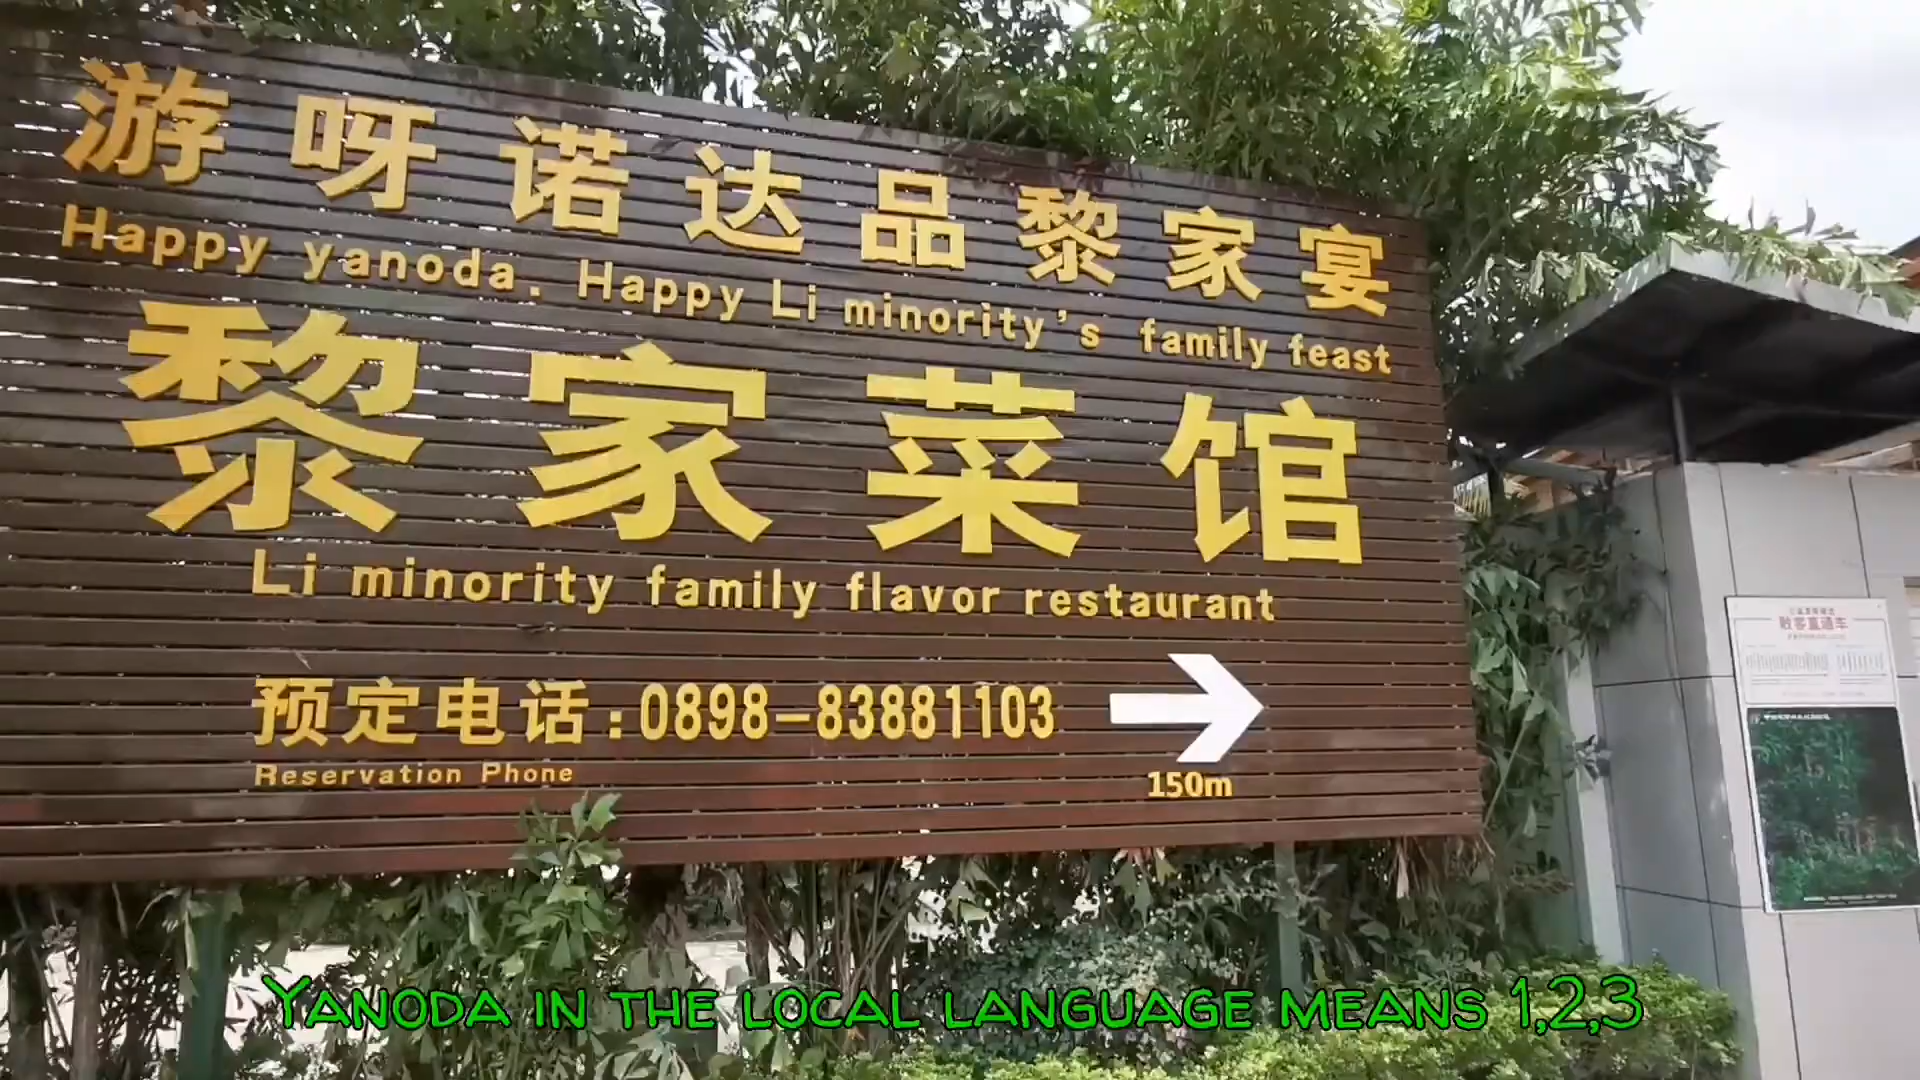 游呀诺达品黎家宴
Happy yanoda. Happy Li minority's family feast
黎家菜馆
Li minority family flavor restaurant
预定电话:0898-83881103
Reservation Phone
150m
Yanoda in the local language means 1,2,3